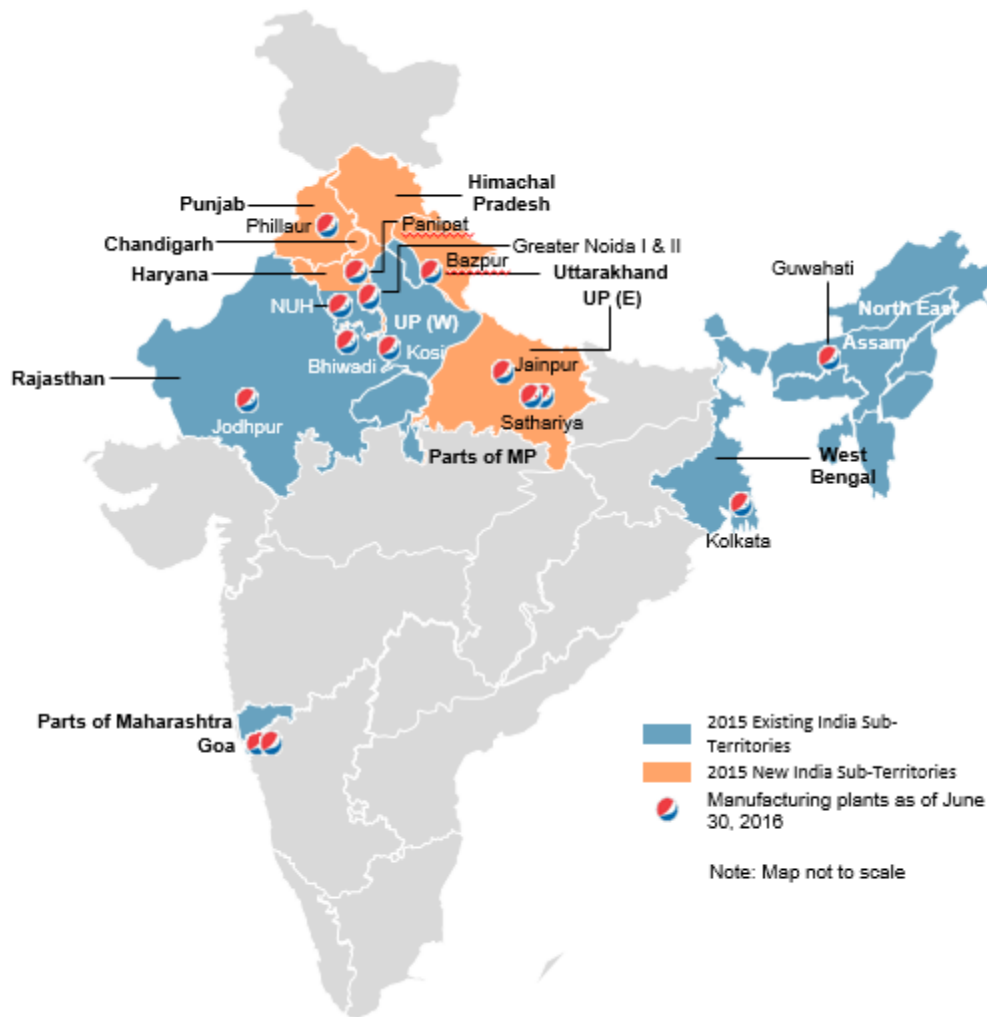 Himachal
Pradesh
Punjab
Phillaur
Panipat
Chandigarh
Greater Noida I & II
Haryana
Bazpur
Uttarakhand
Guwahati
UP (E)
NUH
North East
UP (W)
Assam
Bhiwadi
Kosi
Jainpur
Rajasthan
Jodhpur
Sathariya
Parts of MP
West
Bengal
Kolkata
Parts of Maharashtra
Goa
2015 Existing India Sub-
Territories
2015 New India Sub-Territories
Manufacturing plants as of June
30, 2016
Note: Map not to scale